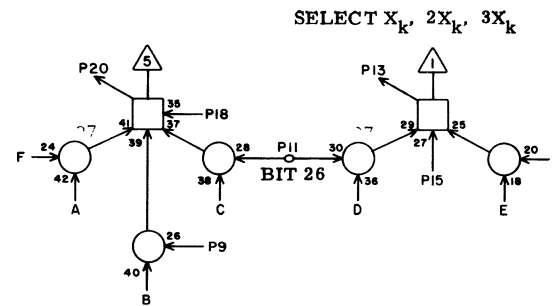 SELECT Xk, 2Xk, 3Xk
5 1
P20 P13
35
P18
41 37 29 25
39 27
24 28 P11 30 20
F
BIT 26
42 38 36 P15 18
A C D E
26
P9
40
B